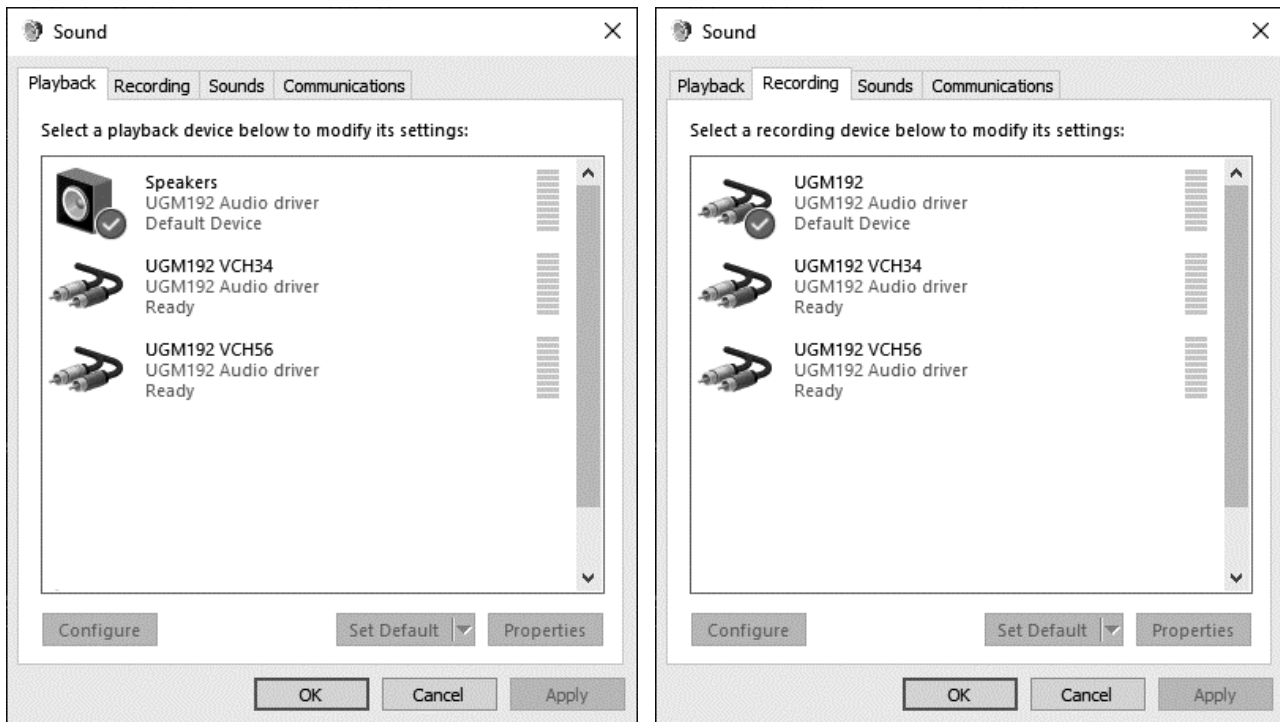 Sound
Playback Recording Sounds Communications
Select a playback device below to modify its settings:
Speakers
UGM192 Audio driver
Default Device
UGM192 VCH34
UGM192 Audio driver
Ready
UGM192 VCH56
UGM192 Audio driver
Ready
Configure Set Default Properties
OK Cancel Apply
Sound
Playback Recording Sounds Communications
Select a recording device below to modify its settings:
UGM192
UGM192 Audio driver
Default Device
UGM192 VCH34
UGM192 Audio driver
Ready
UGM192 VCH56
UGM192 Audio driver
Ready
Configure Set Default Properties
OK Cancel Apply